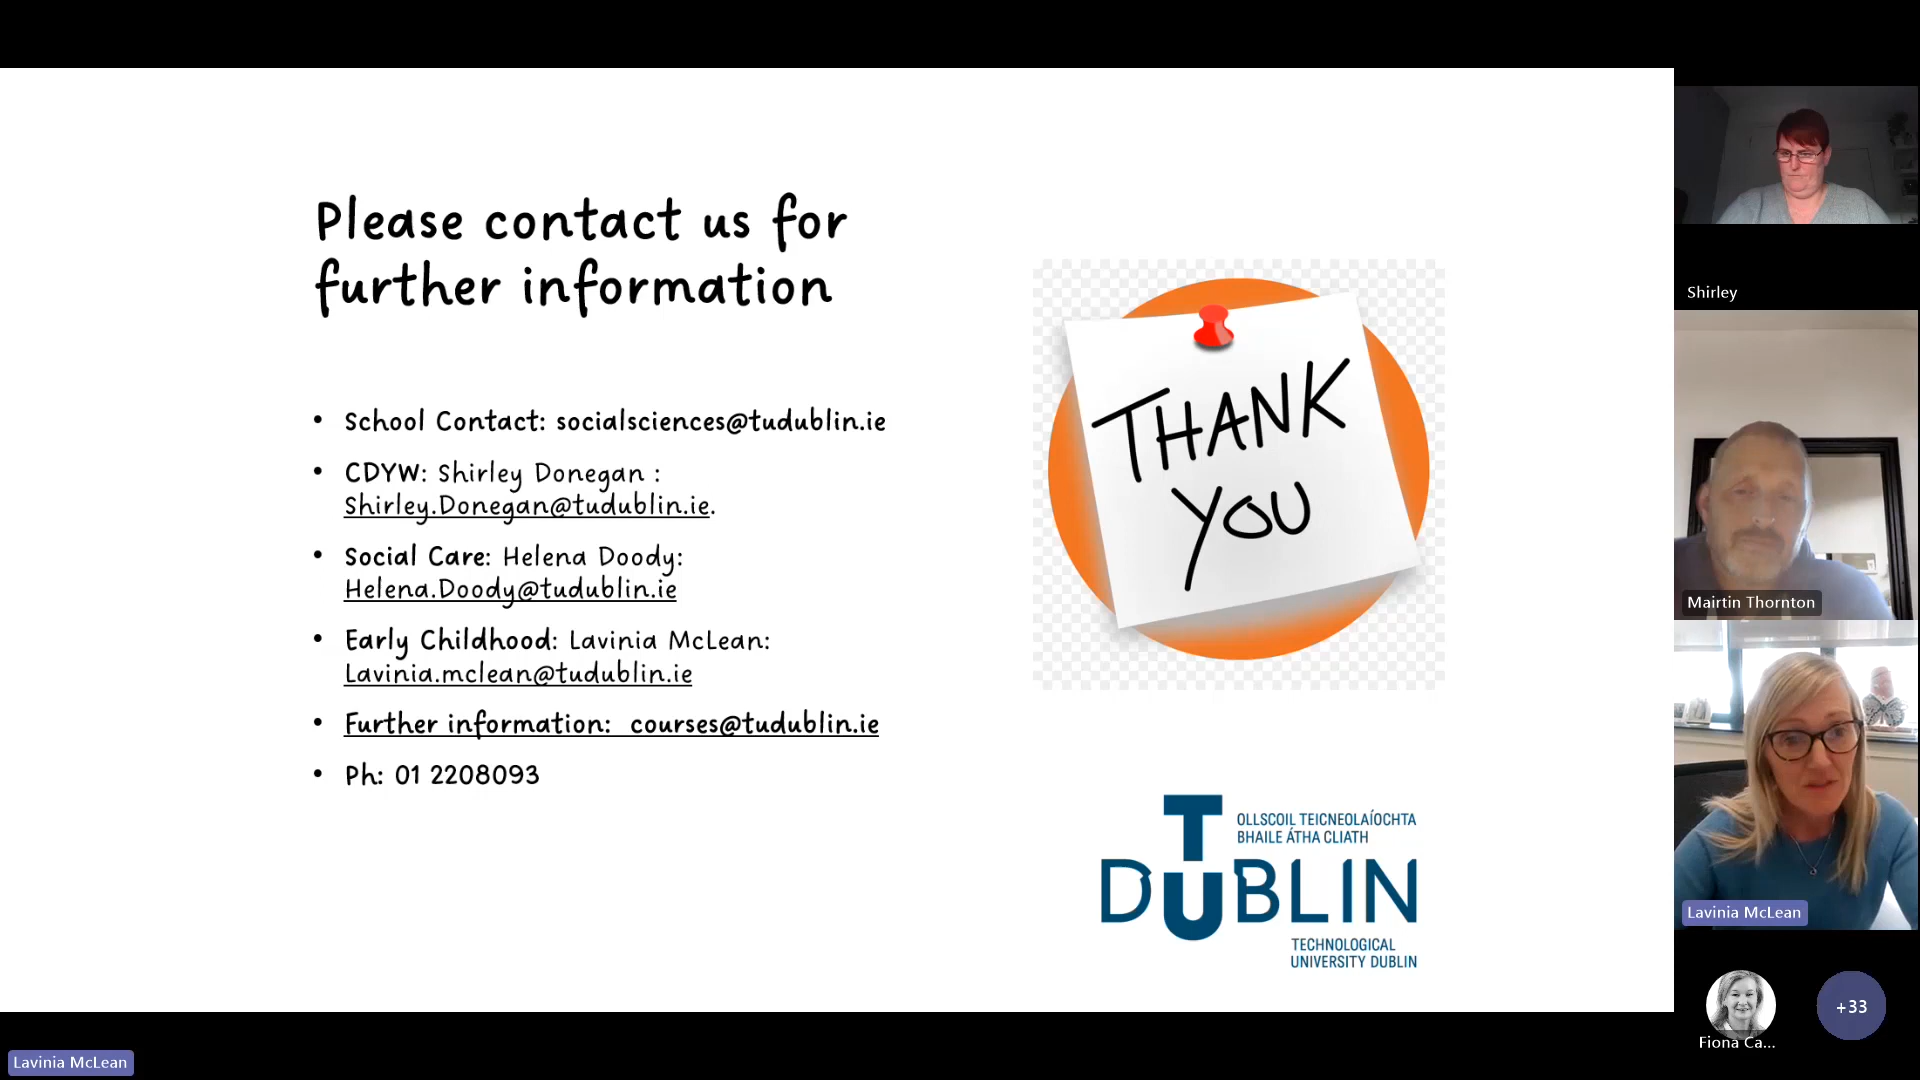 Please contact us for
further information
• School Contact: socialsciences@tudublin.ie
• CDYW: Shirley Donegan :
Shirley.Donegan@tudublin.ie.
• Social Care: Helena Doody:
Helena.Doody@tudublin.ie
• Early Childhood: Lavinia McLean:
Lavinia.mclean@tudublin.ie
• Further information: courses@tudublin.ie
• Ph: 01 2208093
THANK
YOU
OLLSCOIL TEICNEOLAÍOCHTA
BHAILE ÁTHA CLIATH
TU DUBLIN
TECHNOLOGICAL
UNIVERSITY DUBLIN
Shirley
Mairtin Thornton
Lavinia McLean
Fiona Ca...
+33
Lavinia McLean